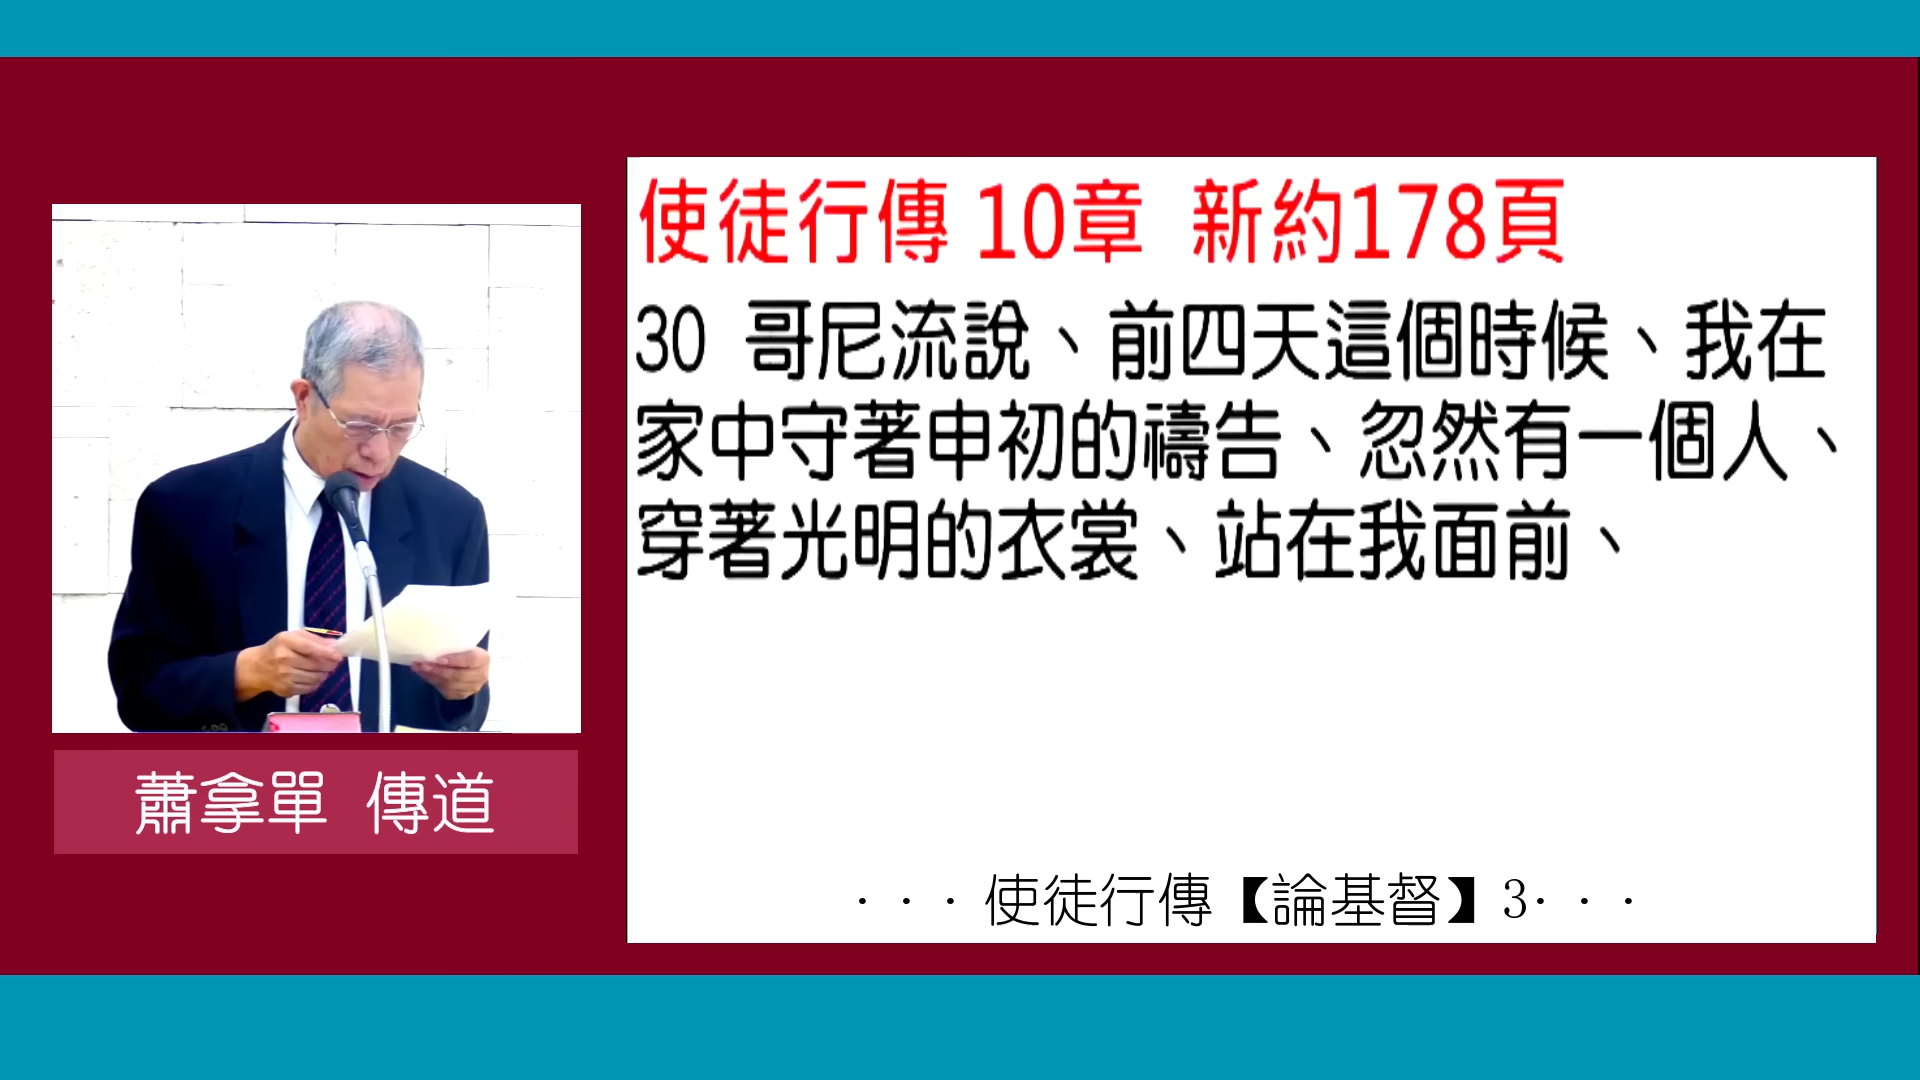 使徒行傳 10章 新約178頁
30 哥尼流說、前四天這個時候、我在
家中守著申初的禱告、忽然有一個人、
穿著光明的衣裳、站在我面前、
蕭拿單 傳道
···使徒行傳【論基督】3···